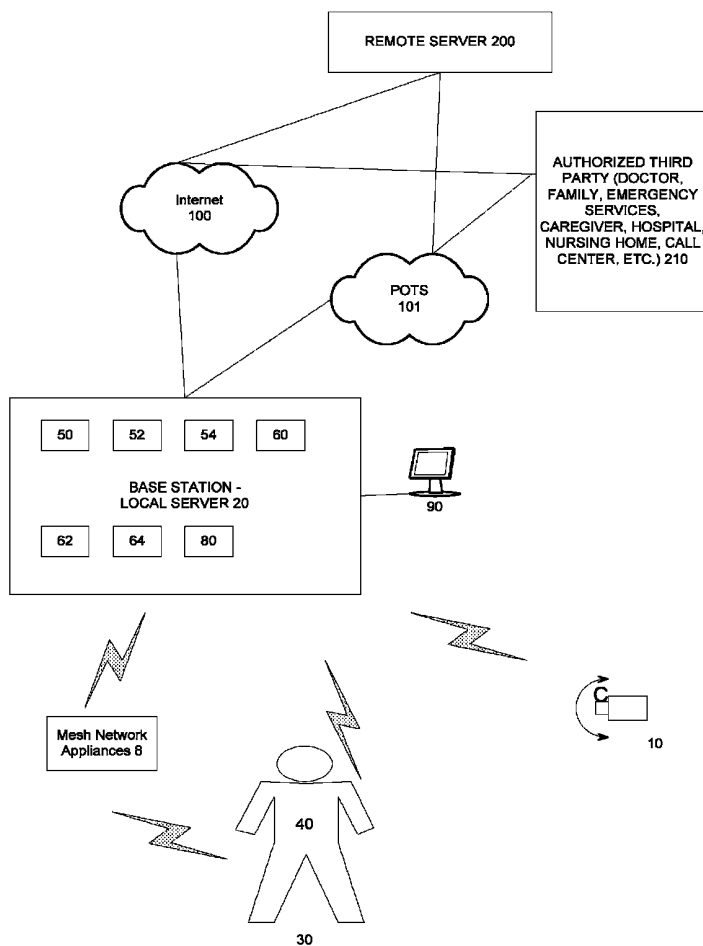 REMOTE SERVER 200
AUTHORIZED THIRD
PARTY (DOCTOR,
FAMILY, EMERGENCY
SERVICES,
CAREGIVER, HOSPITAL,
NURSING HOME, CALL
CENTER, ETC.) 210
Internet
100
POTS
101
50 52 54 60
BASE STATION -
LOCAL SERVER 20
62 64 80
90
Mesh Network
Appliances 8
C
10
40
30